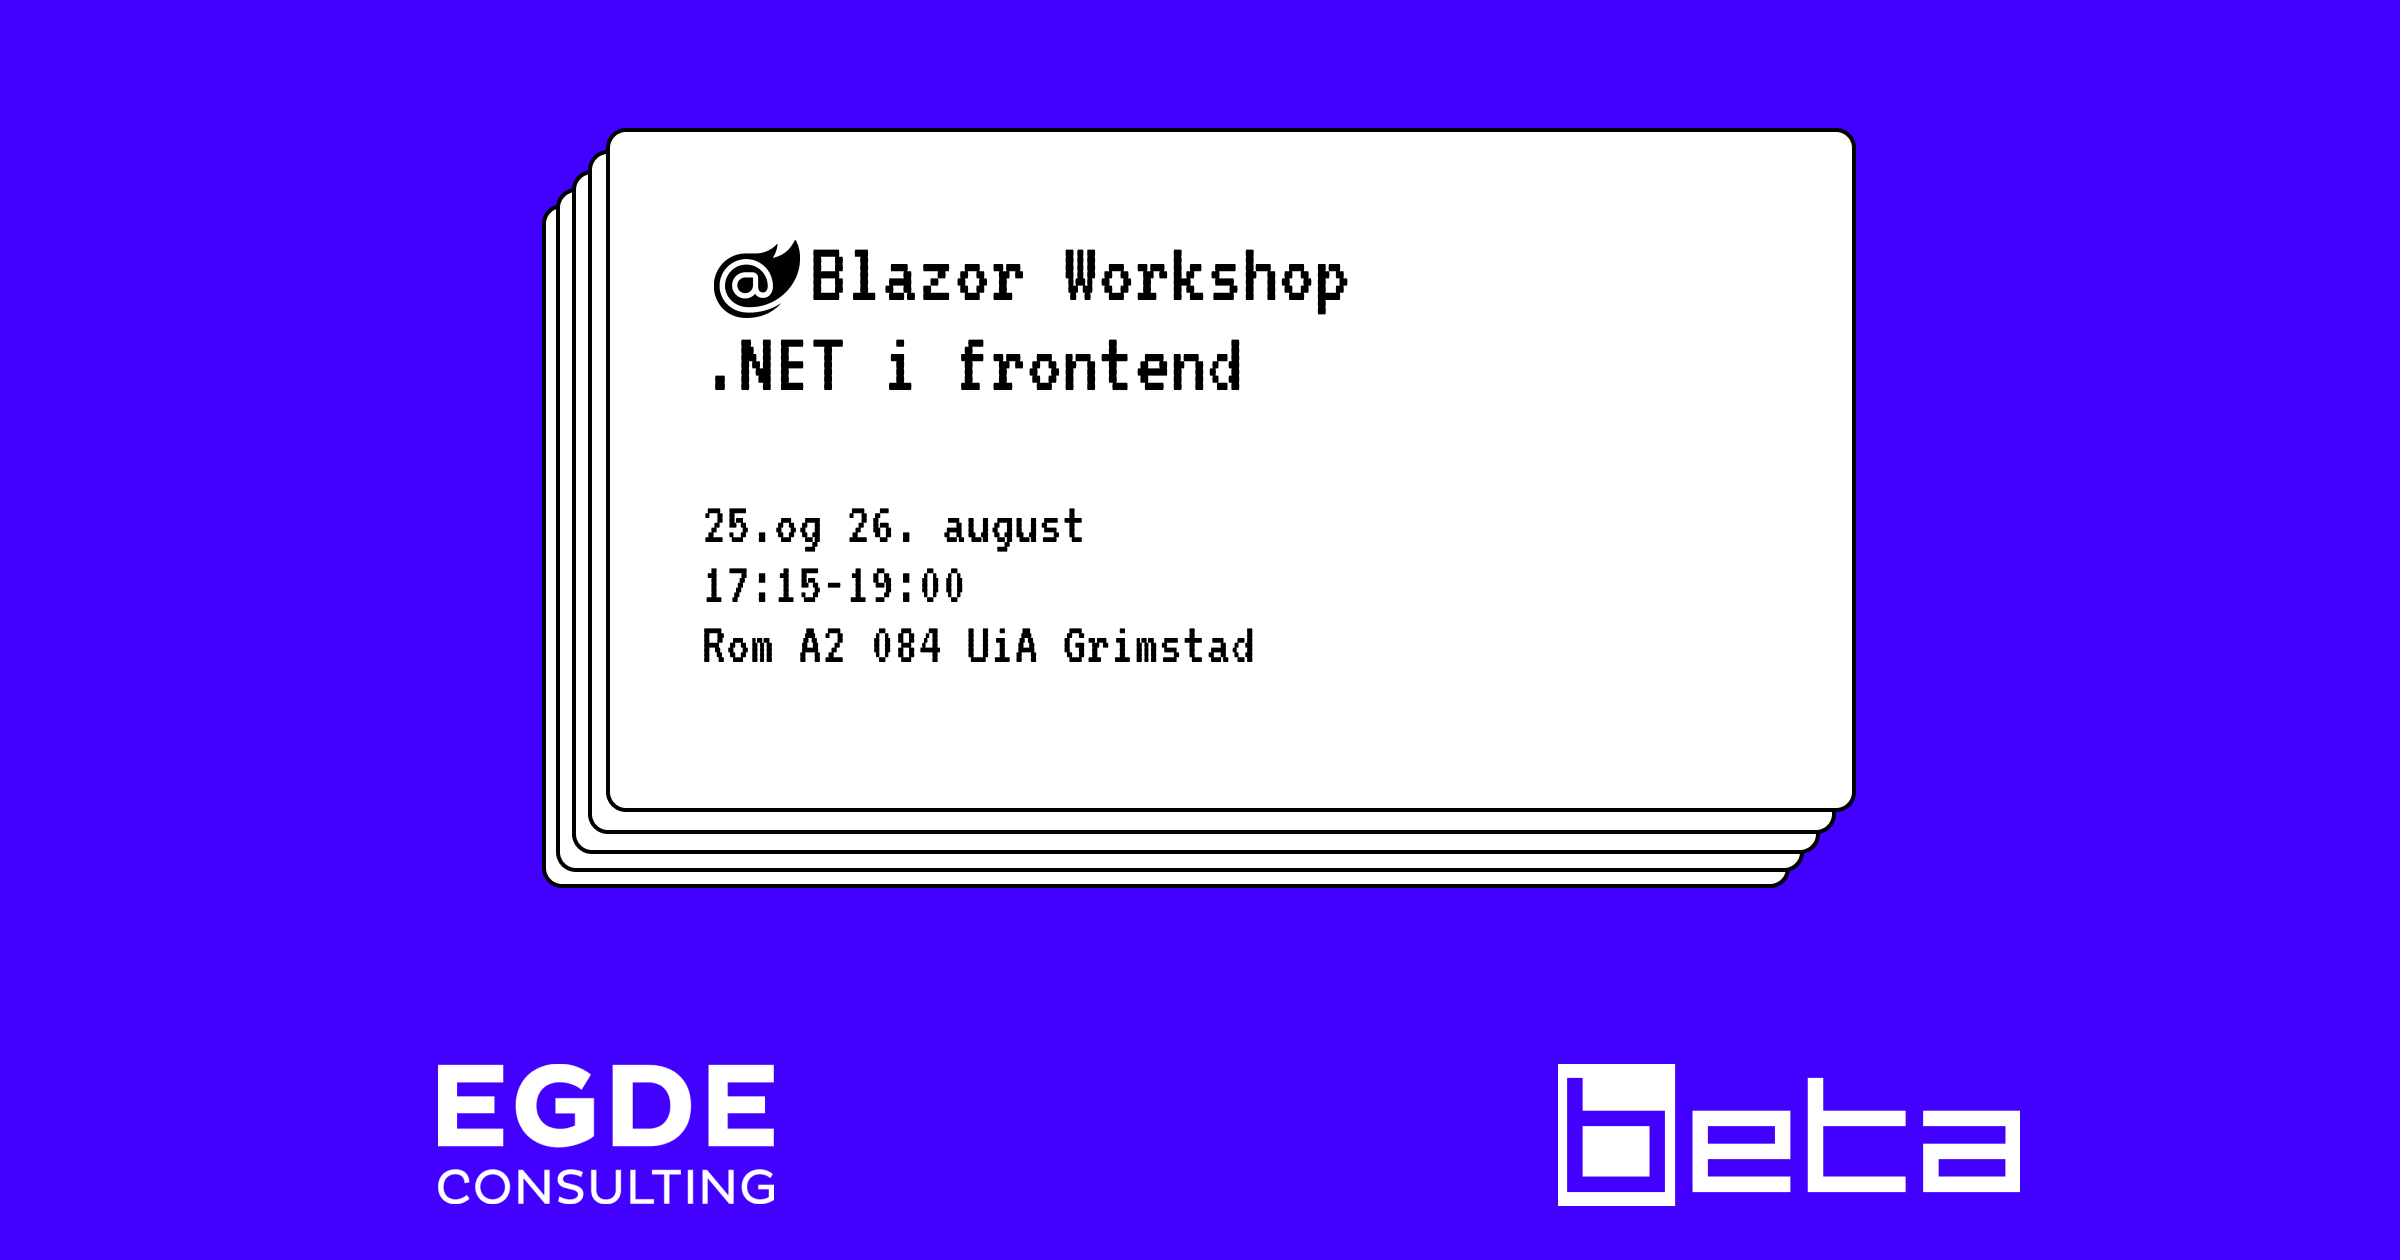 @Blazor Workshop
.NET i frontend
25.og 26. august
17:15-19:00
Rom A2 084 UiA Grimstad
EGDE
CONSULTING
beta